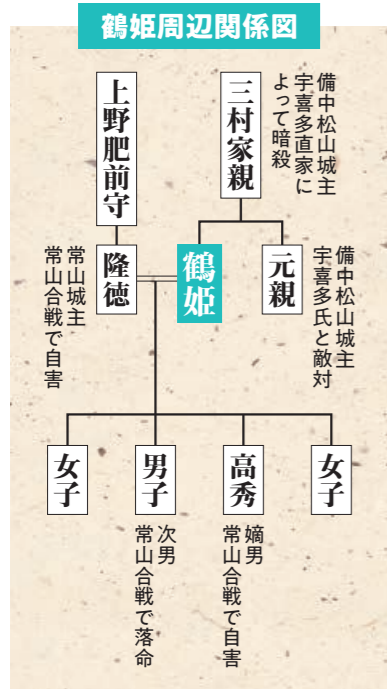 鶴姫周辺関係図
備中松山城主
宇喜多直家に
よって暗殺
三村家親
上野肥前守
備中松山城主
宇喜多氏と敵対
元親
鶴姫
隆徳
常山城主
常山合戦で自害
女子
嫡男
常山合戦で自害
高秀
次男
常山合戦で落命
男子
女子